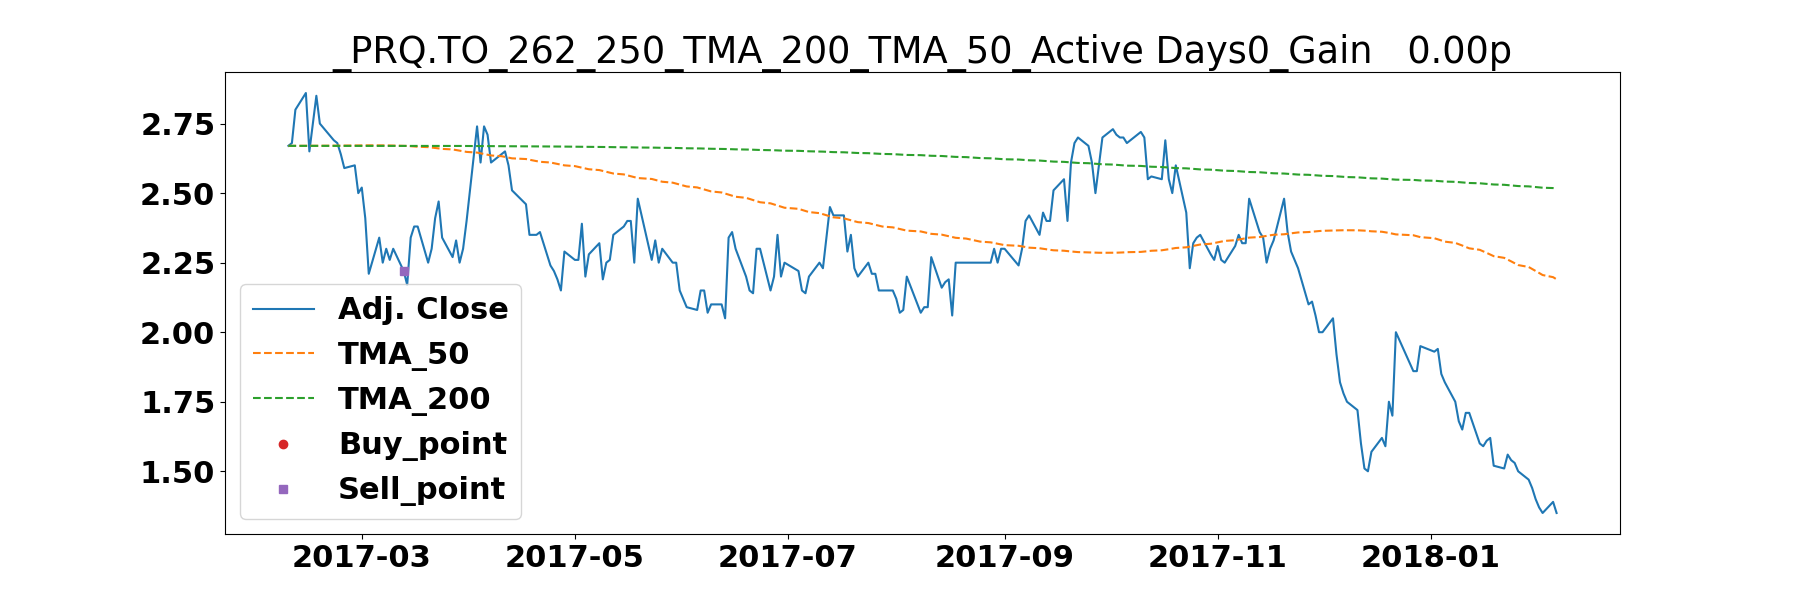 _PRQ.TO_262_250_TMA_200_TMA_50_Active Days0_Gain   0.00p
2.75
2.50
2.25
2.00
1.75
1.50
Adj. Close
TMA_50
TMA_200
Buy_point
Sell_point
2017-03 2017-05 2017-07 2017-09 2017-11 2018-01